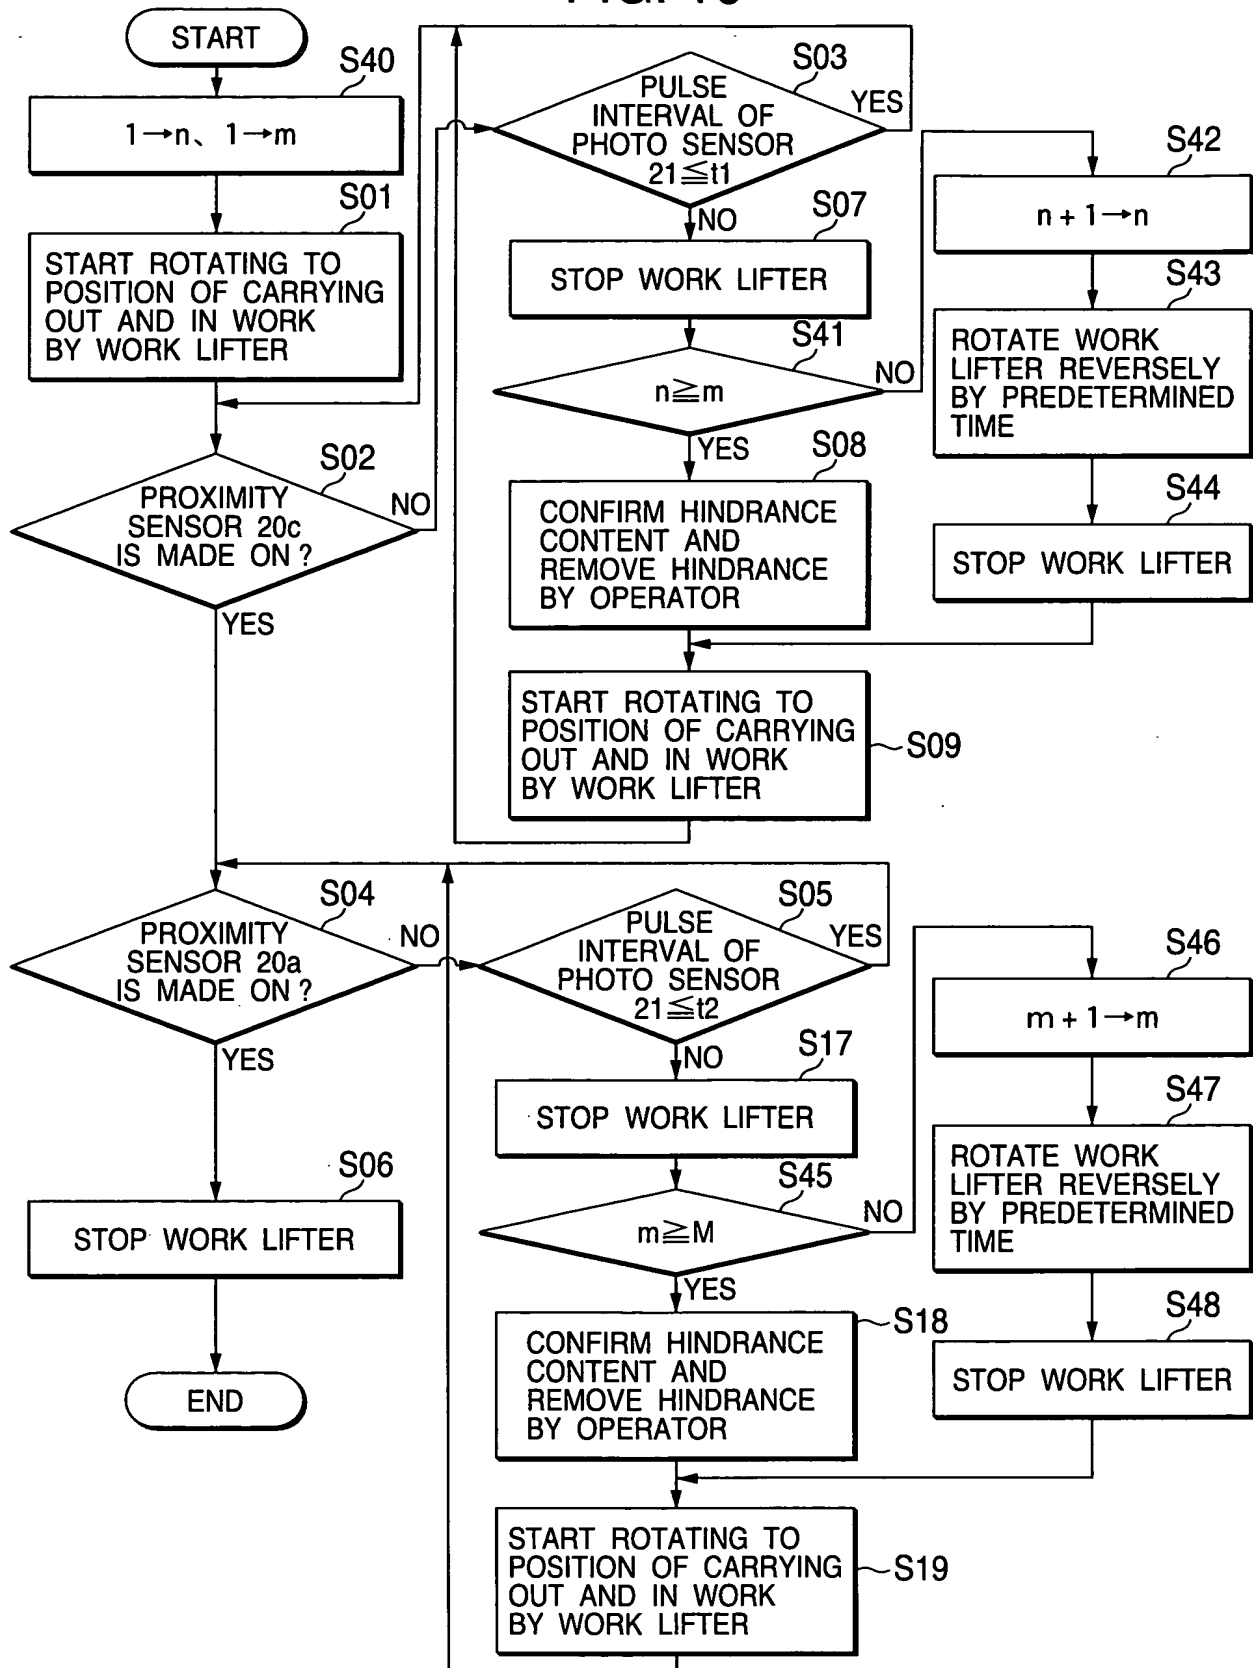 START
S40
1→n、1→m
S01
START ROTATING TO
POSITION OF CARRYING
OUT AND IN WORK
BY WORK LIFTER
S02
PROXIMITY
SENSOR 20c
IS MADE ON?
NO
YES
S03
PULSE
INTERVAL OF
PHOTO SENSOR
21≦t1
YES
NO
S07
STOP WORK LIFTER
S41
n≧m
NO
YES
S08
CONFIRM HINDRANCE
CONTENT AND
REMOVE HINDRANCE
BY OPERATOR
S42
n+1→n
S43
ROTATE WORK
LIFTER REVERSELY
BY PREDETERMINED
TIME
S44
STOP WORK LIFTER
START ROTATING TO
POSITION OF CARRYING
OUT AND IN WORK
BY WORK LIFTER
S09
S04
PROXIMITY
SENSOR 20a
IS MADE ON?
NO
YES
S05
PULSE
INTERVAL OF
PHOTO SENSOR
21≦t2
YES
NO
S17
STOP WORK LIFTER
S45
m≧M
NO
YES
S18
CONFIRM HINDRANCE
CONTENT AND
REMOVE HINDRANCE
BY OPERATOR
S46
m+1→m
S47
ROTATE WORK
LIFTER REVERSELY
BY PREDETERMINED
TIME
S48
STOP WORK LIFTER
START ROTATING TO
POSITION OF CARRYING
OUT AND IN WORK
BY WORK LIFTER
S19
S06
STOP WORK LIFTER
END